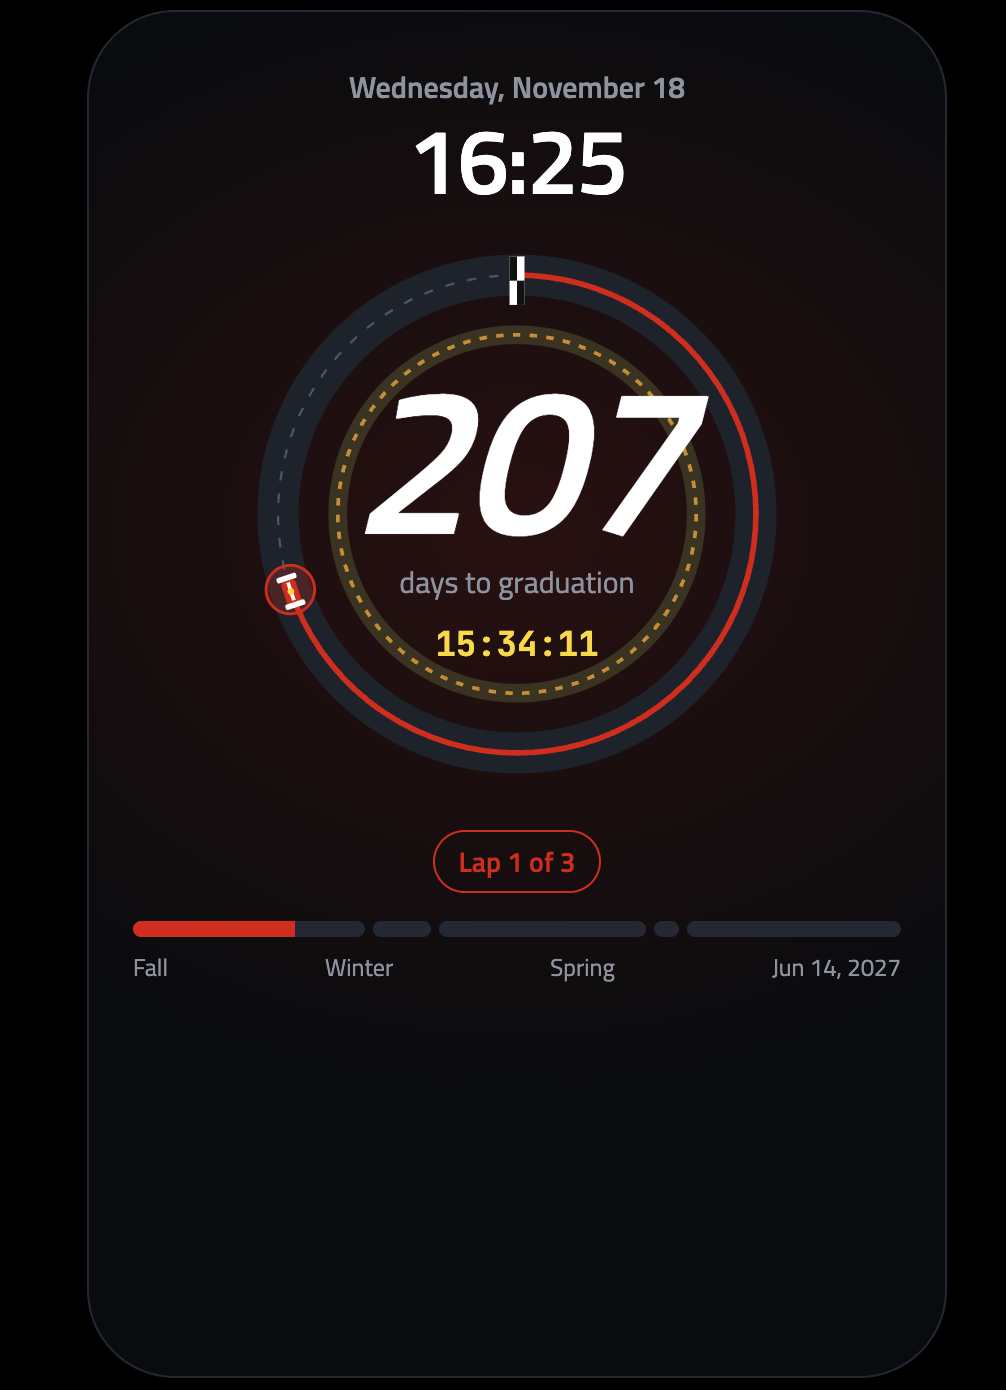 Wednesday, November 18
16:25
207
days to graduation
15:34:11
Lap 1 of 3
Fall Winter Spring Jun 14, 2027